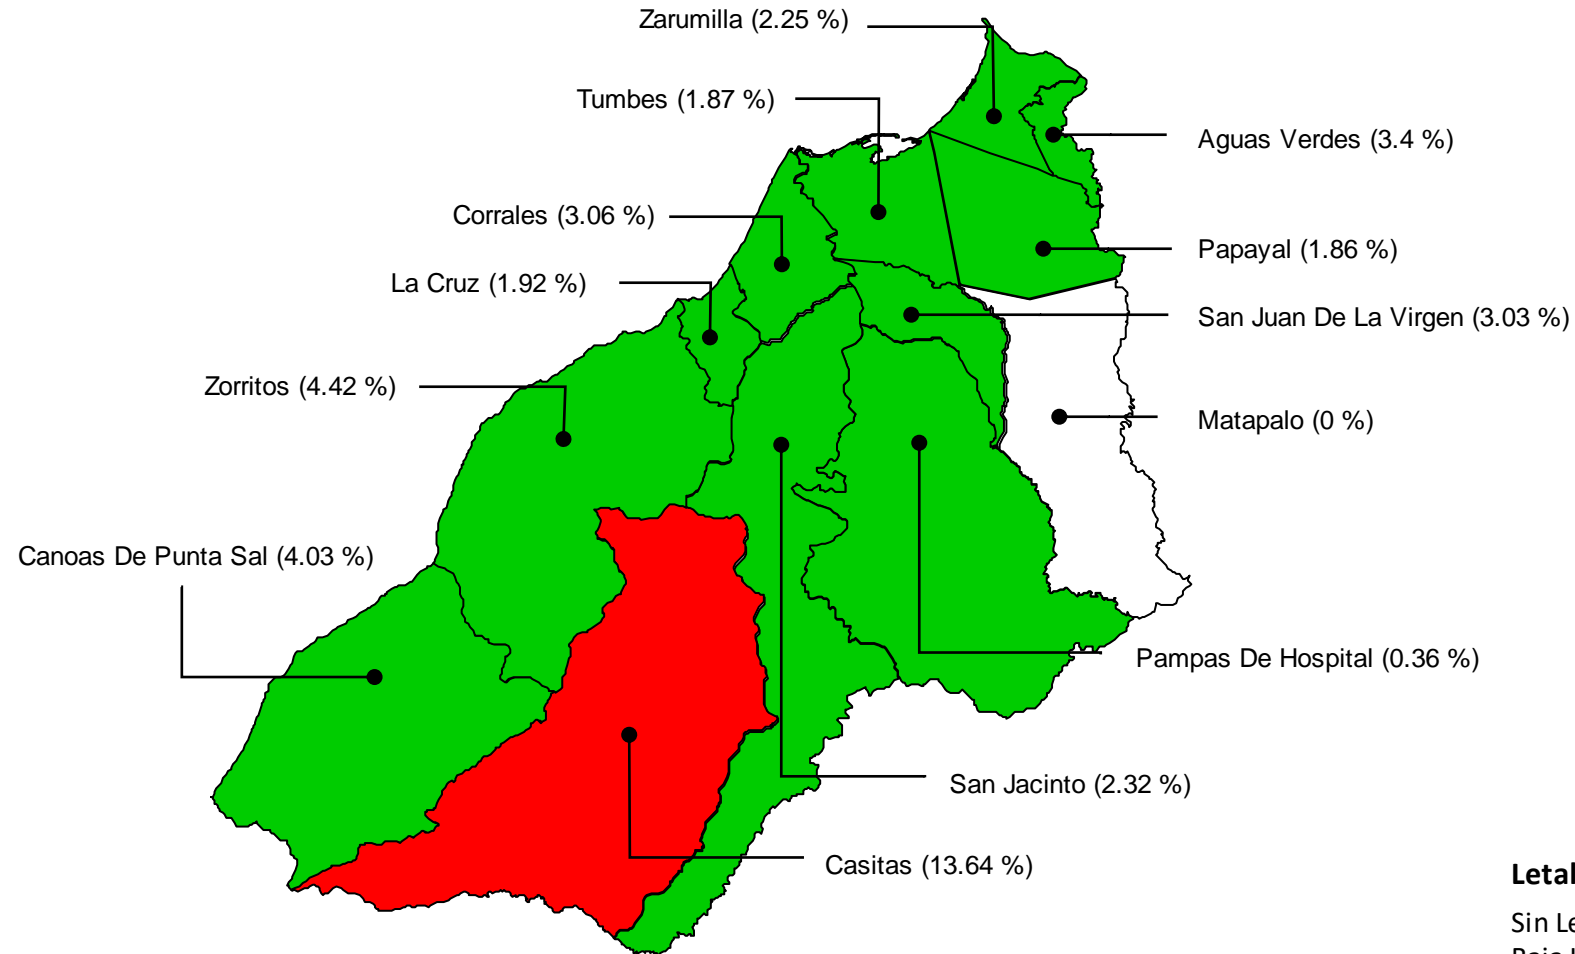 Zarumilla (2.25 %)
Tumbes (1.87 %)
Aguas Verdes (3.4 %)
Corrales (3.06 %)
Papayal (1.86 %)
La Cruz (1.92 %)
San Juan De La Virgen (3.03 %)
Zorritos (4.42 %)
Matapalo (0 %)
Canoas De Punta Sal (4.03 %)
Pampas De Hospital (0.36 %)
San Jacinto (2.32 %)
Casitas (13.64 %)
Sin